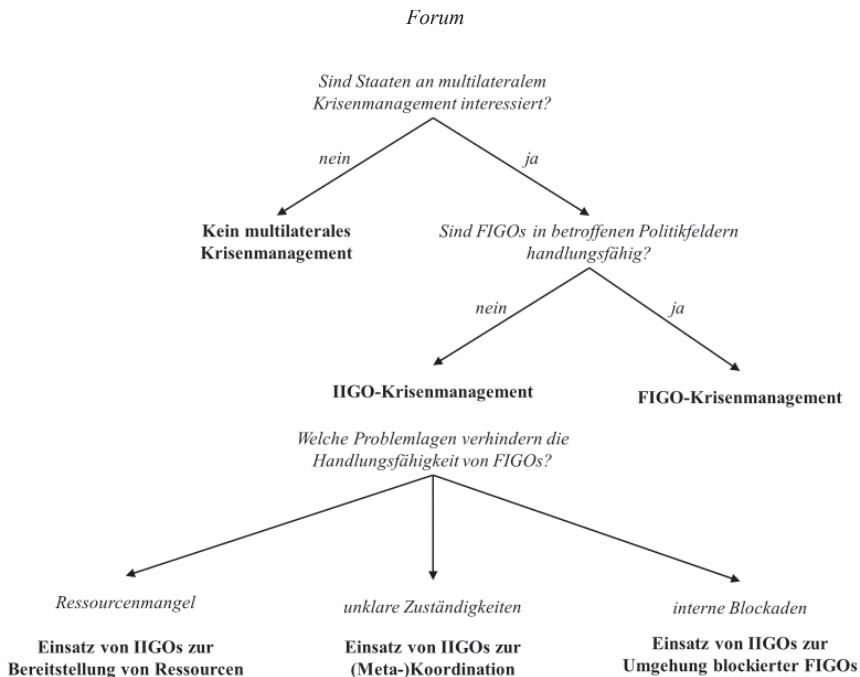 Forum
Sind Staaten an multilateralem
Krisenmanagement interessiert?
nein
ja
Kein multilaterales
Krisenmanagement
Sind FIGOs in betroffenen Politikfeldern
handlungsfähig?
nein
ja
IIGO-Krisenmanagement
FIGO-Krisenmanagement
Welche Problemlagen verhindern die
Handlungsfähigkeit von FIGOs?
Ressourcenmangel
Einsatz von IIGOs zur
Bereitstellung von Ressourcen
unklare Zuständigkeiten
Einsatz von IIGOs zur
(Meta-)Koordination
interne Blockaden
Einsatz von IIGOs zur
Umgehung blockierter FIGOs